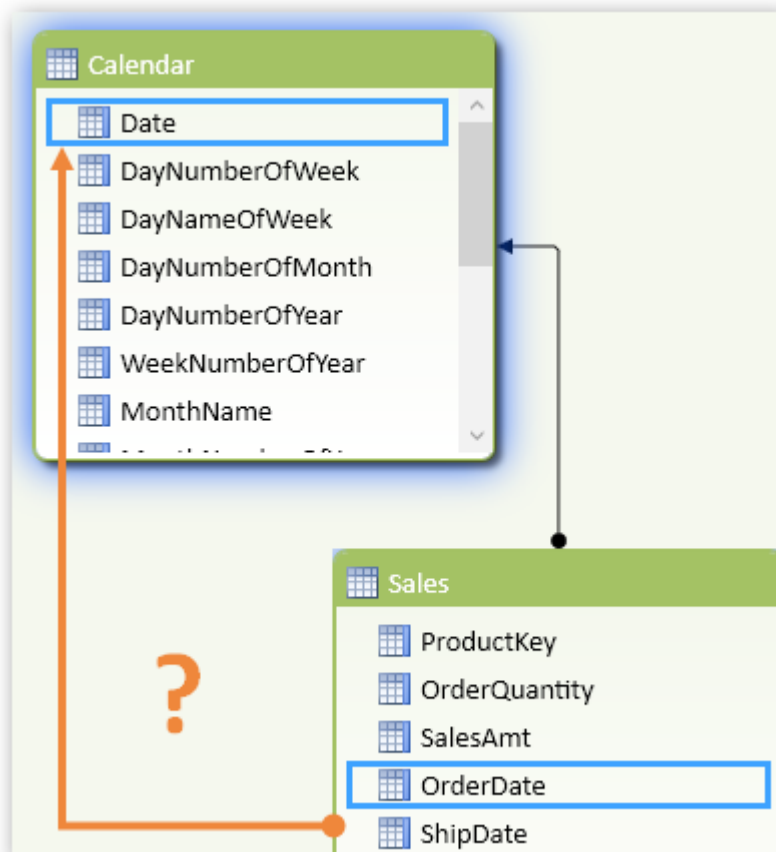 Calendar
Date
DayNumberOfWeek
DayNameOfWeek
DayNumberOfMonth
DayNumberOfYear
WeekNumberOfYear
MonthName
?
Sales
ProductKey
OrderQuantity
SalesAmt
OrderDate
ShipDate